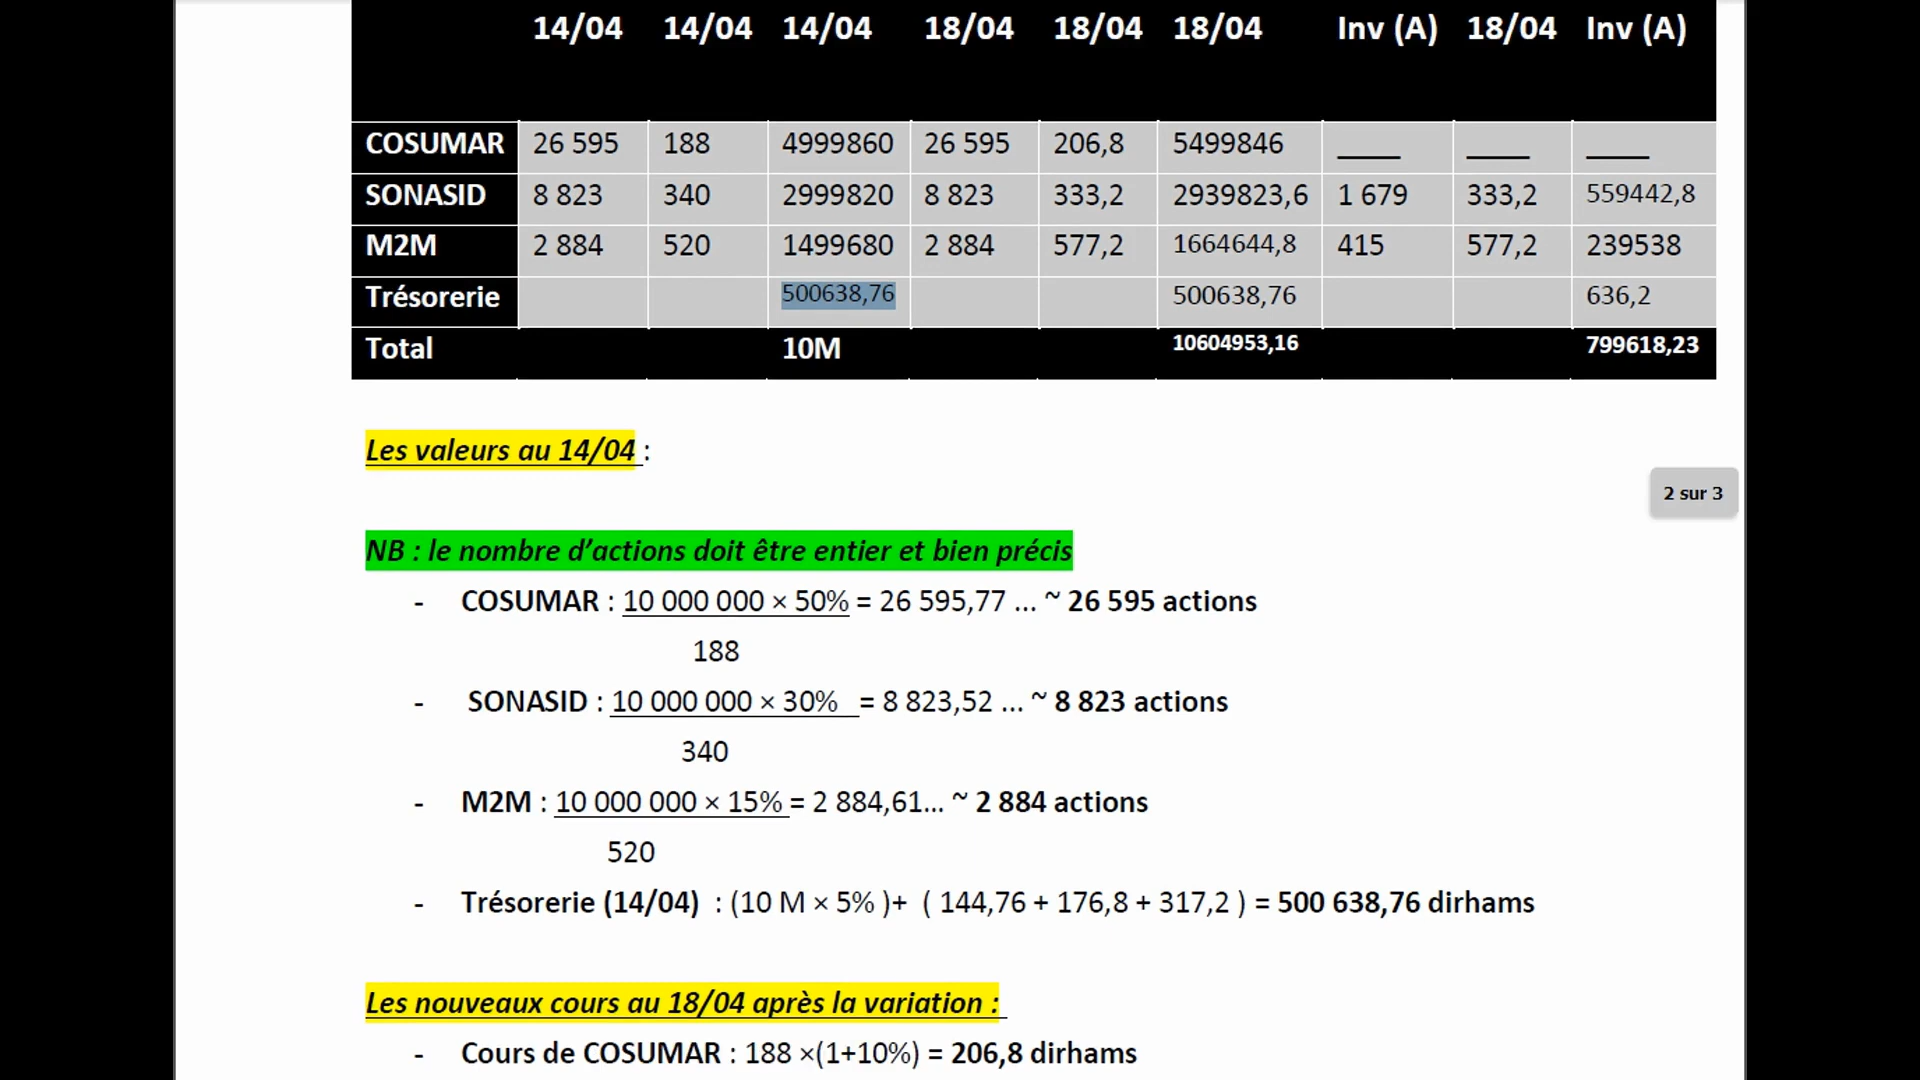 14/04 14/04 14/04 18/04 18/04 18/04 Inv (A) 18/04 Inv (A)
COSUMAR 26 595 188 4999860 26 595 206,8 5499846 ____ ____ ____
SONASID 8 823 340 2999820 8 823 333,2 2939823,6 1 679 333,2 559442,8
M2M 2 884 520 1499680 2 884 577,2 1664644,8 415 577,2 239538
Trésorerie 500638,76 500638,76 636,2
Total 10M 10604953,16 799618,23
Les valeurs au 14/04 :
2 sur 3
NB : le nombre d’actions doit être entier et bien précis
- COSUMAR : 10 000 000 × 50% = 26 595,77 ... ~ 26 595 actions
188
- SONASID : 10 000 000 × 30% = 8 823,52 ... ~ 8 823 actions
340
- M2M : 10 000 000 × 15% = 2 884,61... ~ 2 884 actions
520
- Trésorerie (14/04) : (10 M × 5% )+ ( 144,76 + 176,8 + 317,2 ) = 500 638,76 dirhams
Les nouveaux cours au 18/04 après la variation :
- Cours de COSUMAR : 188 ×(1+10%) = 206,8 dirhams